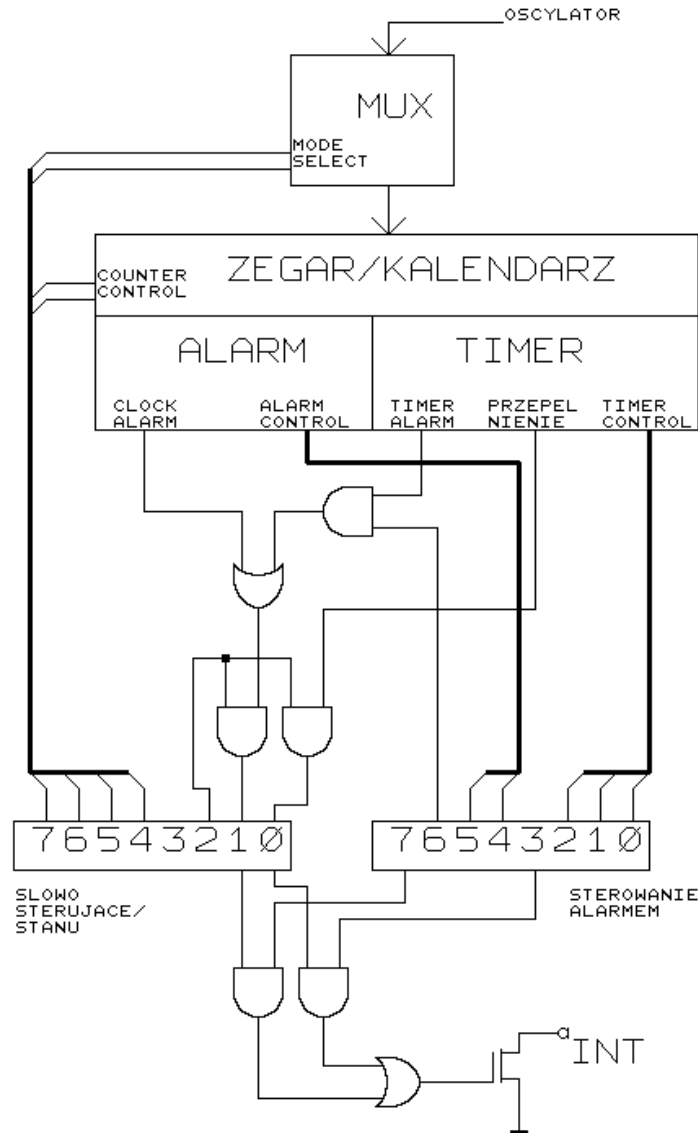 OSCYLATOR
MUX
MODE
SELECT
ZEGAR/KALENDARZ
COUNTER
CONTROL
ALARM
TIMER
CLOCK
ALARM
ALARM
CONTROL
TIMER
ALARM
PRZEPEL
NIENIE
TIMER
CONTROL
76543210
76543210
SLOWO
STERUJACE/
STANU
STEROWANIE
ALARMEM
INT